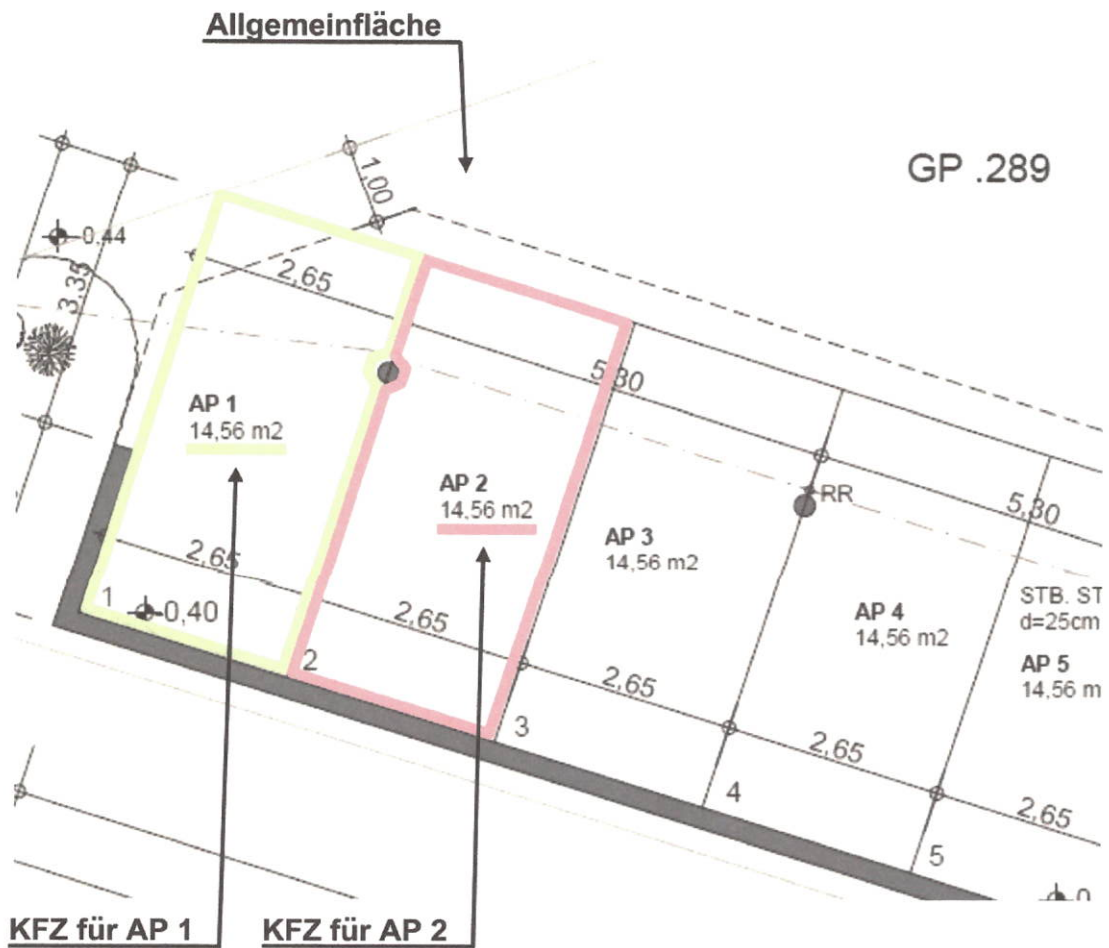 Allgemeinfläche
GP .289
1,00
0,44
3,35
2,65
5,30
AP 1
14,56 m2
AP 2
14,56 m2
RR
5,30
AP 3
14,56 m2
AP 4
14,56 m2
STB. ST
d=25cm
AP 5
14,56 m
2,65
1
0,40
2,65
2
2,65
3
2,65
4
2,65
5
0
KFZ für AP 1
KFZ für AP 2